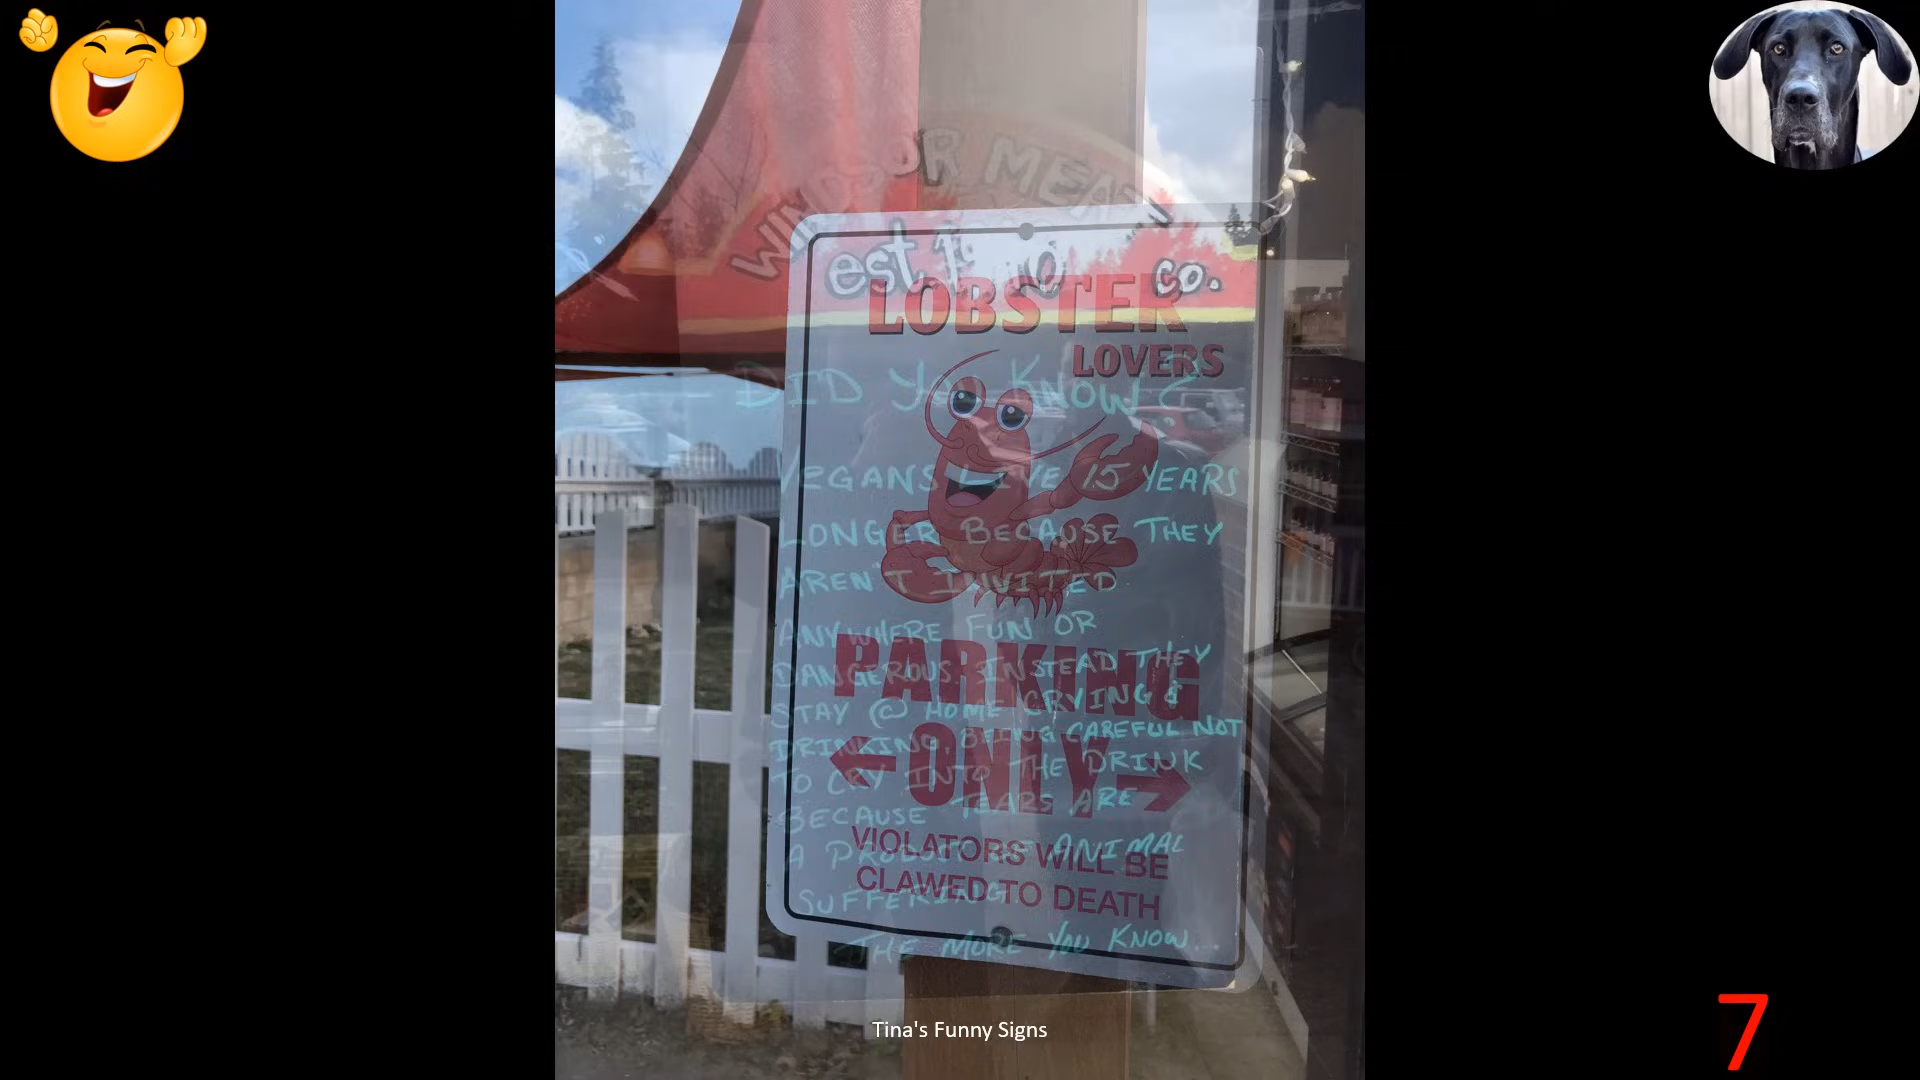 WINDSOR MEAT
est
co.
LOBSTER
LOVERS
PARKING
ONLY
VIOLATORS WILL BE
CLAWED TO DEATH
DID YOU KNOW?
VEGANS LIVE 15 YEARS
LONGER BECAUSE THEY
AREN'T INVITED
ANYWHERE FUN OR
DANGEROUS. INSTEAD THEY
STAY @ HOME CRYING &
DRINKING, BEING CAREFUL NOT
TO CRY INTO THE DRINK
BECAUSE TEARS ARE
A PRODUCT OF ANIMAL
SUFFERING.
THE MORE YOU KNOW...
Tina's Funny Signs
7